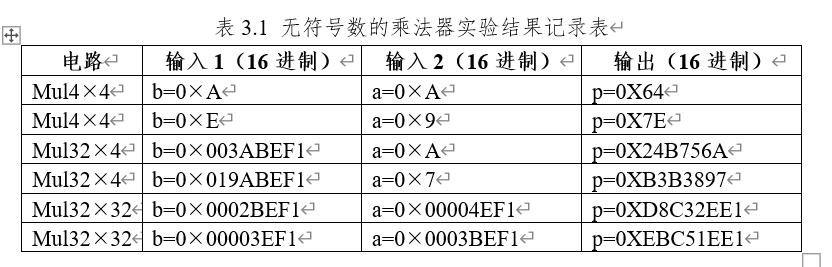 表 3.1 无符号数的乘法器实验结果记录表↵
电路↵ 输入 1（16 进制）↵ 输入 2（16 进制）↵ 输出（16 进制）↵
Mul4×4↵ b=0×A↵ a=0×A↵ p=0X64↵
Mul4×4↵ b=0×E↵ a=0×9↵ p=0X7E↵
Mul32×4↵ b=0×003ABEF1↵ a=0×A↵ p=0X24B756A↵
Mul32×4↵ b=0×019ABEF1↵ a=0×7↵ p=0XB3B3897↵
Mul32×32↵ b=0×0002BEF1↵ a=0×00004EF1↵ p=0XD8C32EE1↵
Mul32×32↵ b=0×00003EF1↵ a=0×0003BEF1↵ p=0XEBC51EE1↵